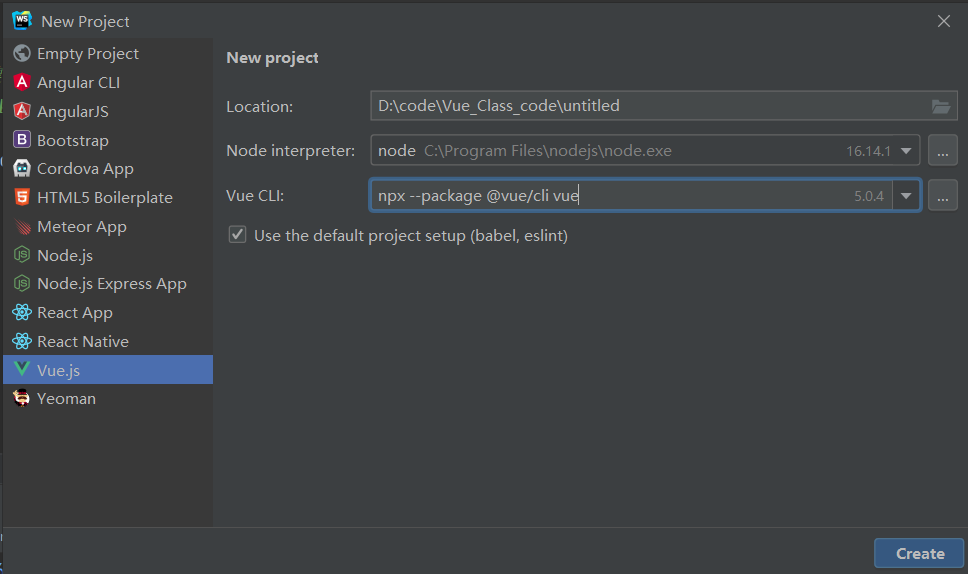 WS New Project
Empty Project
Angular CLI
AngularJS
Bootstrap
Cordova App
HTML5 Boilerplate
Meteor App
Node.js
Node.js Express App
React App
React Native
Vue.js
Yeoman
New project
Location: D:\code\Vue_Class_code\untitled
Node interpreter: node C:\Program Files\nodejs\node.exe 16.14.1 ...
Vue CLI: npx --package @vue/cli vue 5.0.4 ...
Use the default project setup (babel, eslint)
Create